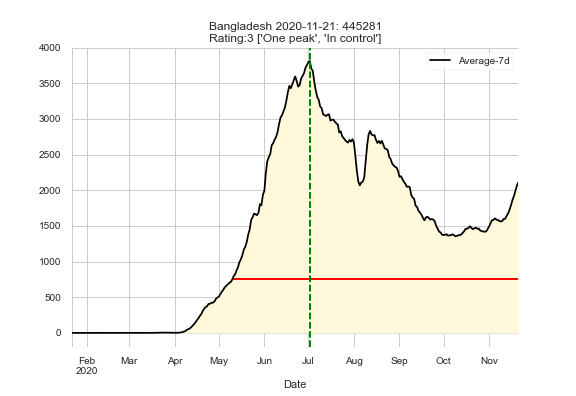 Bangladesh 2020-11-21: 445281
Rating:3 ['One peak', 'In control']
4000
3500
3000
2500
2000
1500
1000
500
0
Average-7d
Feb Mar Apr May Jun Jul Aug Sep Oct Nov
2020
Date